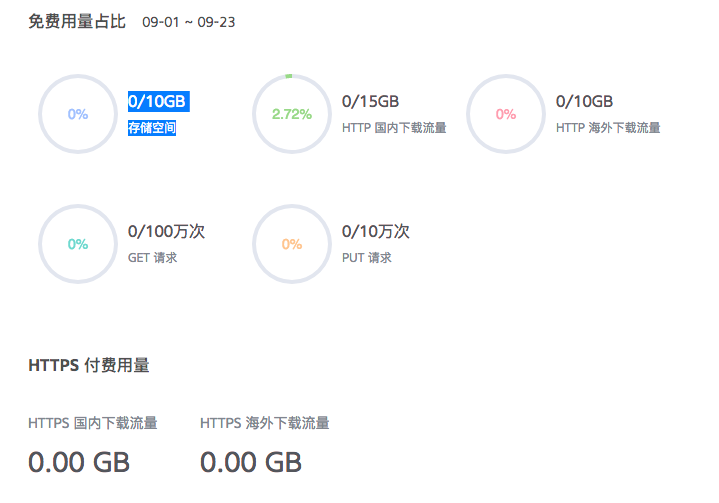 免费用量占比 09-01 ~ 09-23
0% 0/10GB 存储空间
2.72% 0/15GB HTTP 国内下载流量
0% 0/10GB HTTP 海外下载流量
0% 0/100万次 GET 请求
0% 0/10万次 PUT 请求
HTTPS 付费用量
HTTPS 国内下载流量 HTTPS 海外下载流量
0.00 GB 0.00 GB